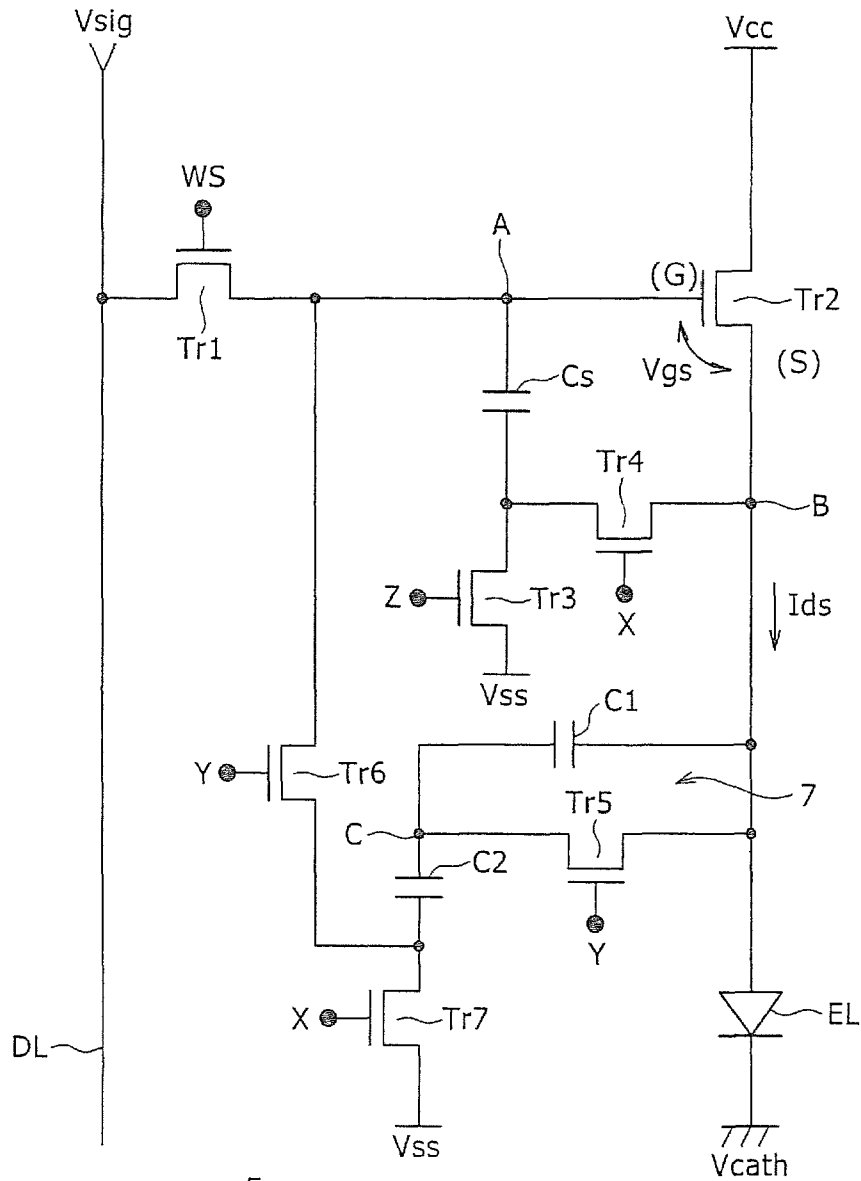 Vsig
Vcc
WS
A
(G)
Tr2
Tr1
Vgs
(S)
Cs
Tr4
B
Z
Tr3
X
Ids
Vss
C1
Y
Tr6
Tr5
7
C
C2
Y
X
Tr7
EL
DL
Vss
Vcath